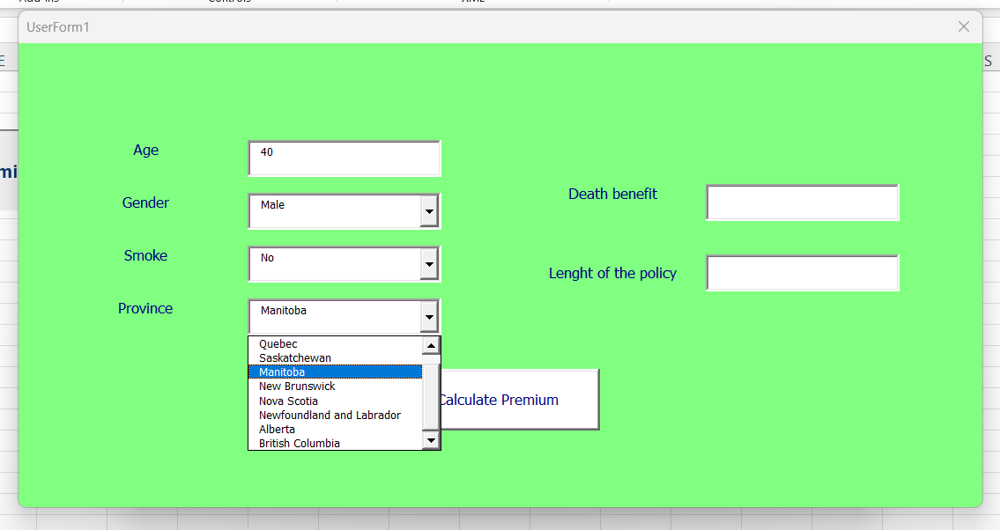 UserForm1
E
S
mi
Age
40
Gender
Male
Smoke
No
Province
Manitoba
Quebec
Saskatchewan
Manitoba
New Brunswick
Nova Scotia
Newfoundland and Labrador
Alberta
British Columbia
Death benefit
Lenght of the policy
Calculate Premium